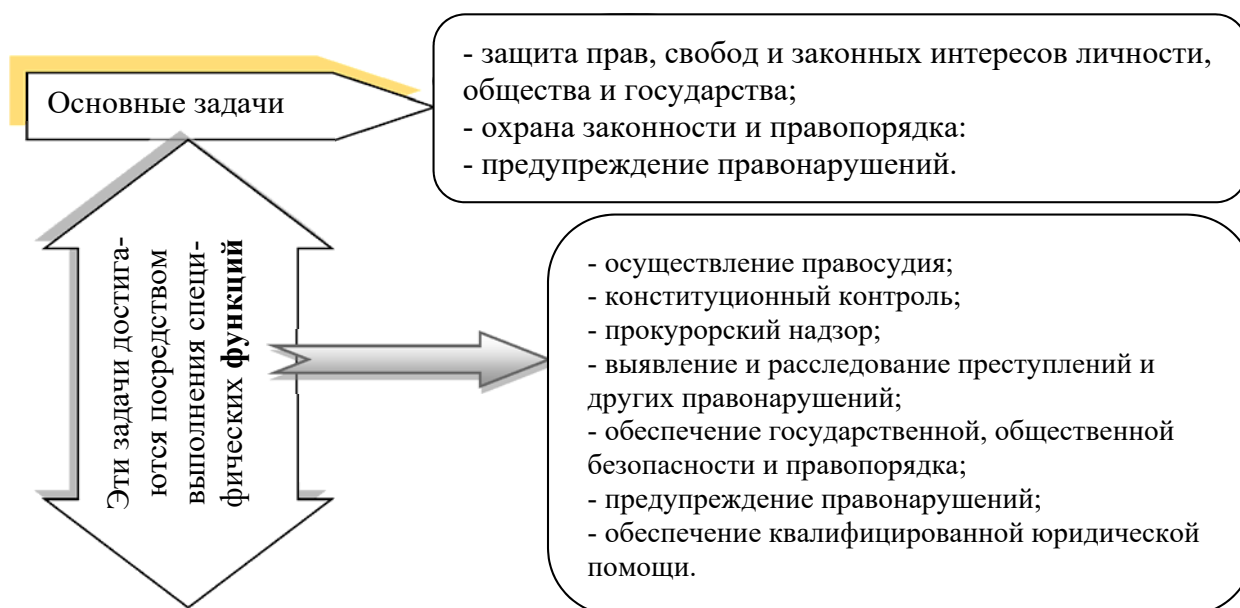 Основные задачи
- защита прав, свобод и законных интересов личности,
общества и государства;
- охрана законности и правопорядка:
- предупреждение правонарушений.
Эти задачи достига-
ются посредством
выполнения специ-
фических функций
- осуществление правосудия;
- конституционный контроль;
- прокурорский надзор;
- выявление и расследование преступлений и
других правонарушений;
- обеспечение государственной, общественной
безопасности и правопорядка;
- предупреждение правонарушений;
- обеспечение квалифицированной юридической
помощи.